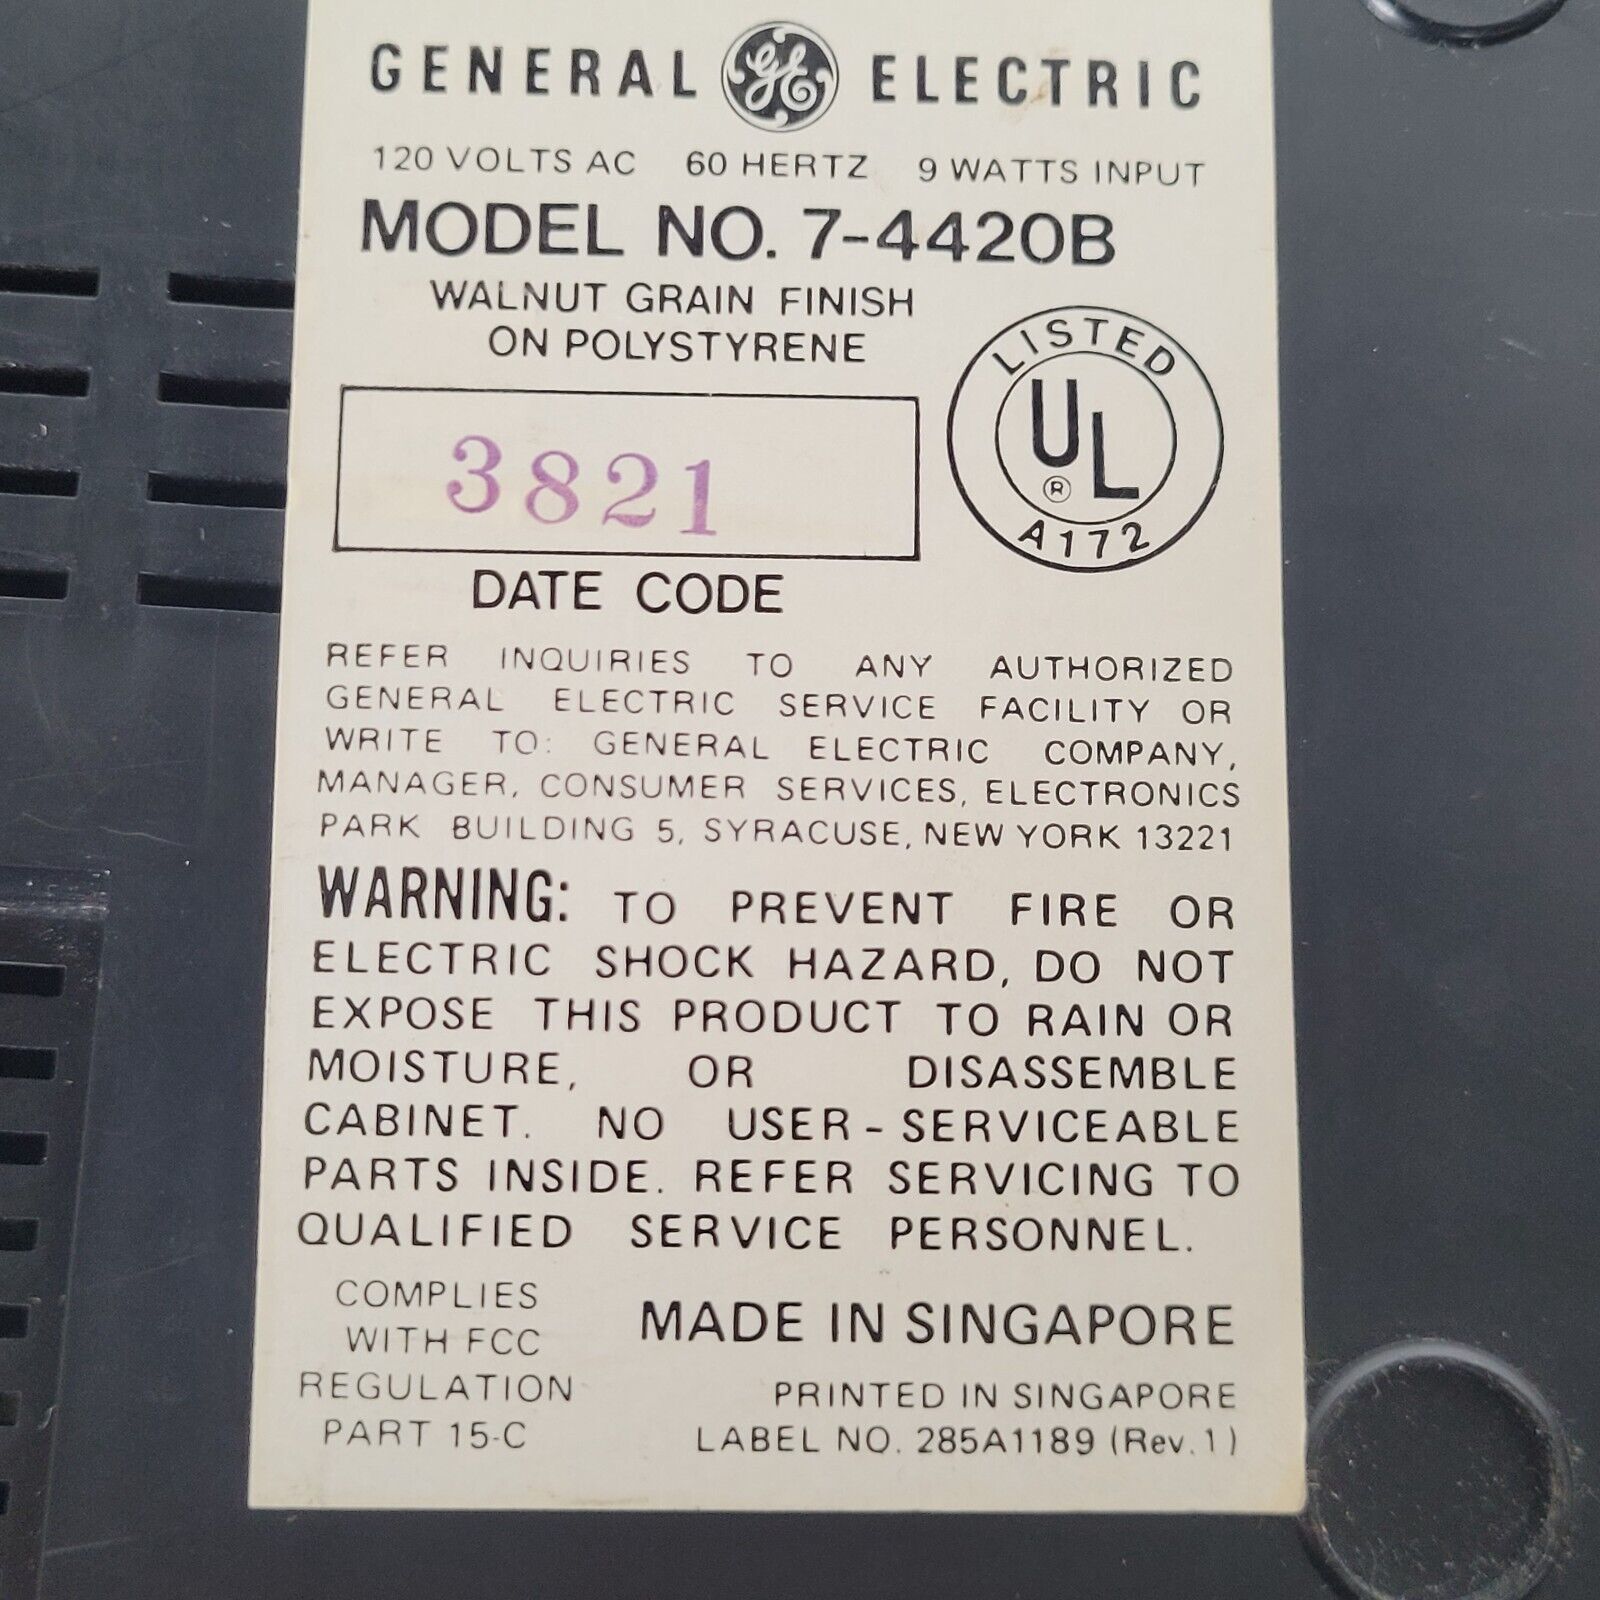 GENERAL GE ELECTRIC
120 VOLTS AC 60 HERTZ 9 WATTS INPUT
MODEL NO. 7-4420B
WALNUT GRAIN FINISH
ON POLYSTYRENE
LISTED
UL
®
A172
3821
DATE CODE
REFER INQUIRIES TO ANY AUTHORIZED
GENERAL ELECTRIC SERVICE FACILITY OR
WRITE TO: GENERAL ELECTRIC COMPANY,
MANAGER, CONSUMER SERVICES, ELECTRONICS
PARK BUILDING 5, SYRACUSE, NEW YORK 13221
WARNING: TO PREVENT FIRE OR
ELECTRIC SHOCK HAZARD, DO NOT
EXPOSE THIS PRODUCT TO RAIN OR
MOISTURE, OR DISASSEMBLE
CABINET. NO USER-SERVICEABLE
PARTS INSIDE. REFER SERVICING TO
QUALIFIED SERVICE PERSONNEL.
COMPLIES
WITH FCC
REGULATION
PART 15-C
MADE IN SINGAPORE
PRINTED IN SINGAPORE
LABEL NO. 285A1189 (Rev. 1)